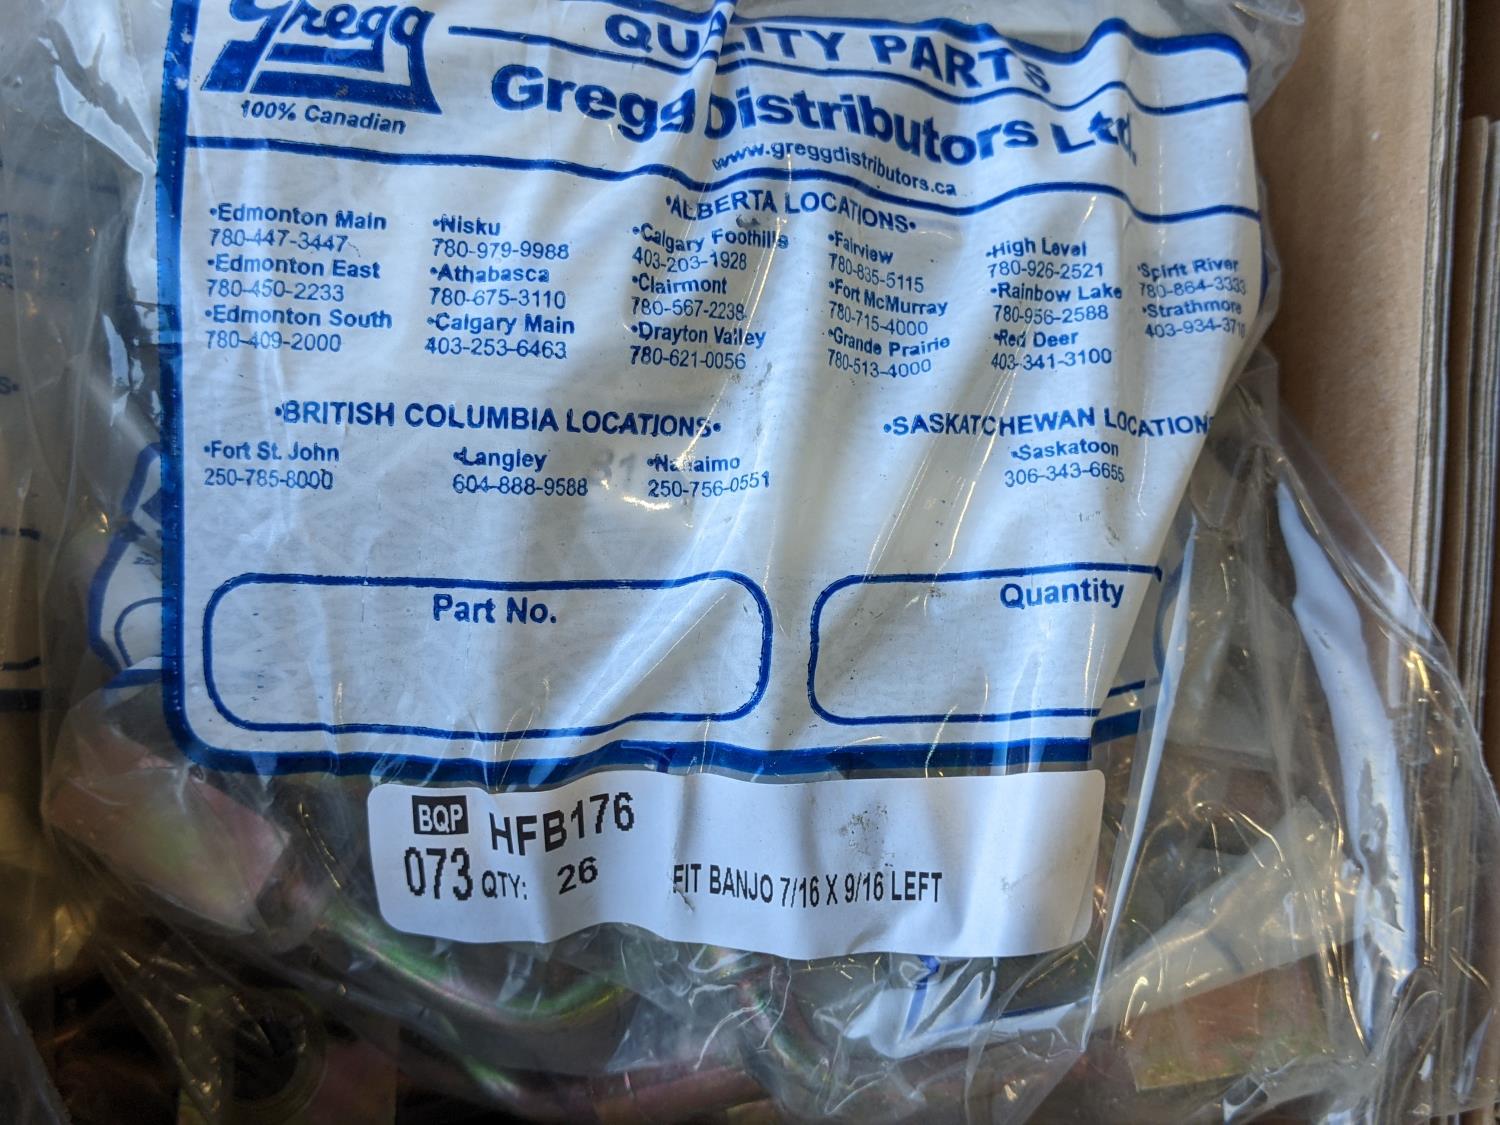 Gregg
100% Canadian
QUALITY PARTS
Gregg Distributors Ltd.
www.greggdistributors.ca
•ALBERTA LOCATIONS•
•Edmonton Main
780-447-3447
•Edmonton East
780-450-2233
•Edmonton South
780-409-2000
•Nisku
780-979-9988
•Athabasca
780-675-3110
•Calgary Main
403-253-6463
•Calgary Foothills
403-203-1928
•Clairmont
780-567-2238
•Drayton Valley
780-621-0056
•Fairview
780-835-5115
•Fort McMurray
780-715-4000
•Grande Prairie
780-513-4000
•High Level
780-926-2521
•Rainbow Lake
780-956-2588
•Red Deer
403-341-3100
•Spirit River
780-864-3333
•Strathmore
403-934-3710
•BRITISH COLUMBIA LOCATIONS•
•Fort St. John
250-785-8000
•Langley
604-888-9588
•Nanaimo
250-756-0551
•SASKATCHEWAN LOCATIONS
•Saskatoon
306-343-6655
Part No.
Quantity
BQP HFB176
073 QTY: 26 FIT BANJO 7/16 X 9/16 LEFT